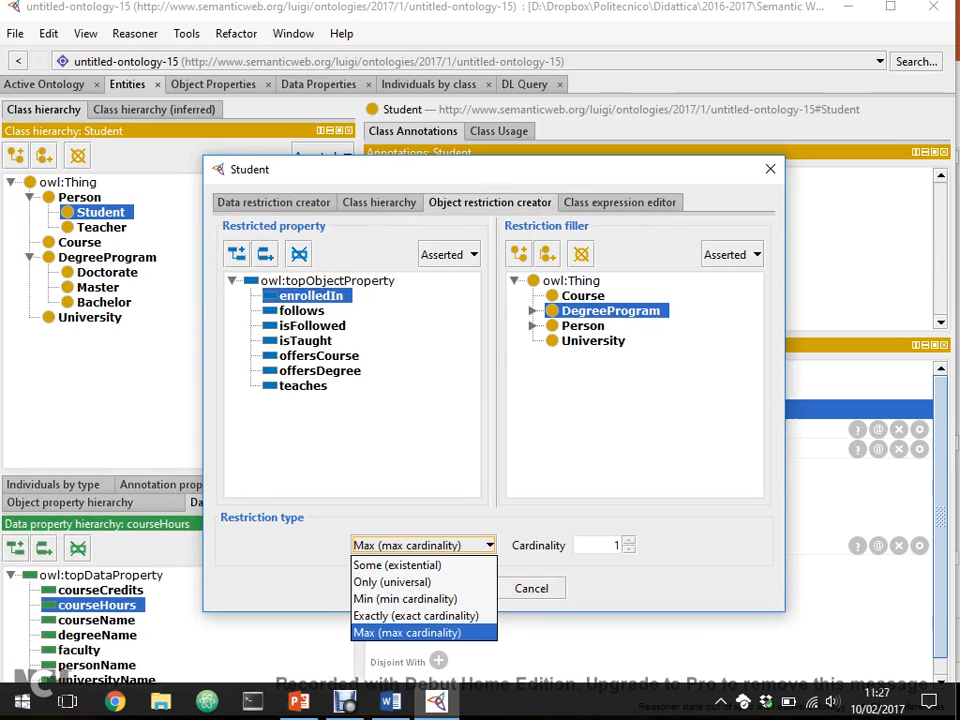 untitled-ontology-15 (http://www.semanticweb.org/luigi/ontologies/2017/1/untitled-ontology-15) : [D:\Dropbox\Politecnico\Didattica\2016-2017\Semantic W...
File Edit View Reasoner Tools Refactor Window Help
< > untitled-ontology-15 (http://www.semanticweb.org/luigi/ontologies/2017/1/untitled-ontology-15) Search...
Active Ontology × Entities × Object Properties × Data Properties × Individuals by class × DL Query ×
Class hierarchy Class hierarchy (inferred)
Student — http://www.semanticweb.org/luigi/ontologies/2017/1/untitled-ontology-15#Student
Class hierarchy: Student
Class Annotations Class Usage
Annotations: Student
owl:Thing
Person
Student
Teacher
Course
DegreeProgram
Doctorate
Master
Bachelor
University
Student
Data restriction creator Class hierarchy Object restriction creator Class expression editor
Restricted property
Asserted
owl:topObjectProperty
enrolledIn
follows
isFollowed
isTaught
offersCourse
offersDegree
teaches
Restriction filler
Asserted
owl:Thing
Course
DegreeProgram
Person
University
Restriction type
Max (max cardinality) Cardinality 1
Some (existential)
Only (universal)
Min (min cardinality)
Exactly (exact cardinality)
Max (max cardinality)
Cancel
Individuals by type Annotation prop
Object property hierarchy Da
Data property hierarchy: courseHours
owl:topDataProperty
courseCredits
courseHours
courseName
degreeName
faculty
personName
universityName
Disjoint With
Recorded with Debut Home Edition. Upgrade to Pro to remove this message
NCH
11:27
10/02/2017